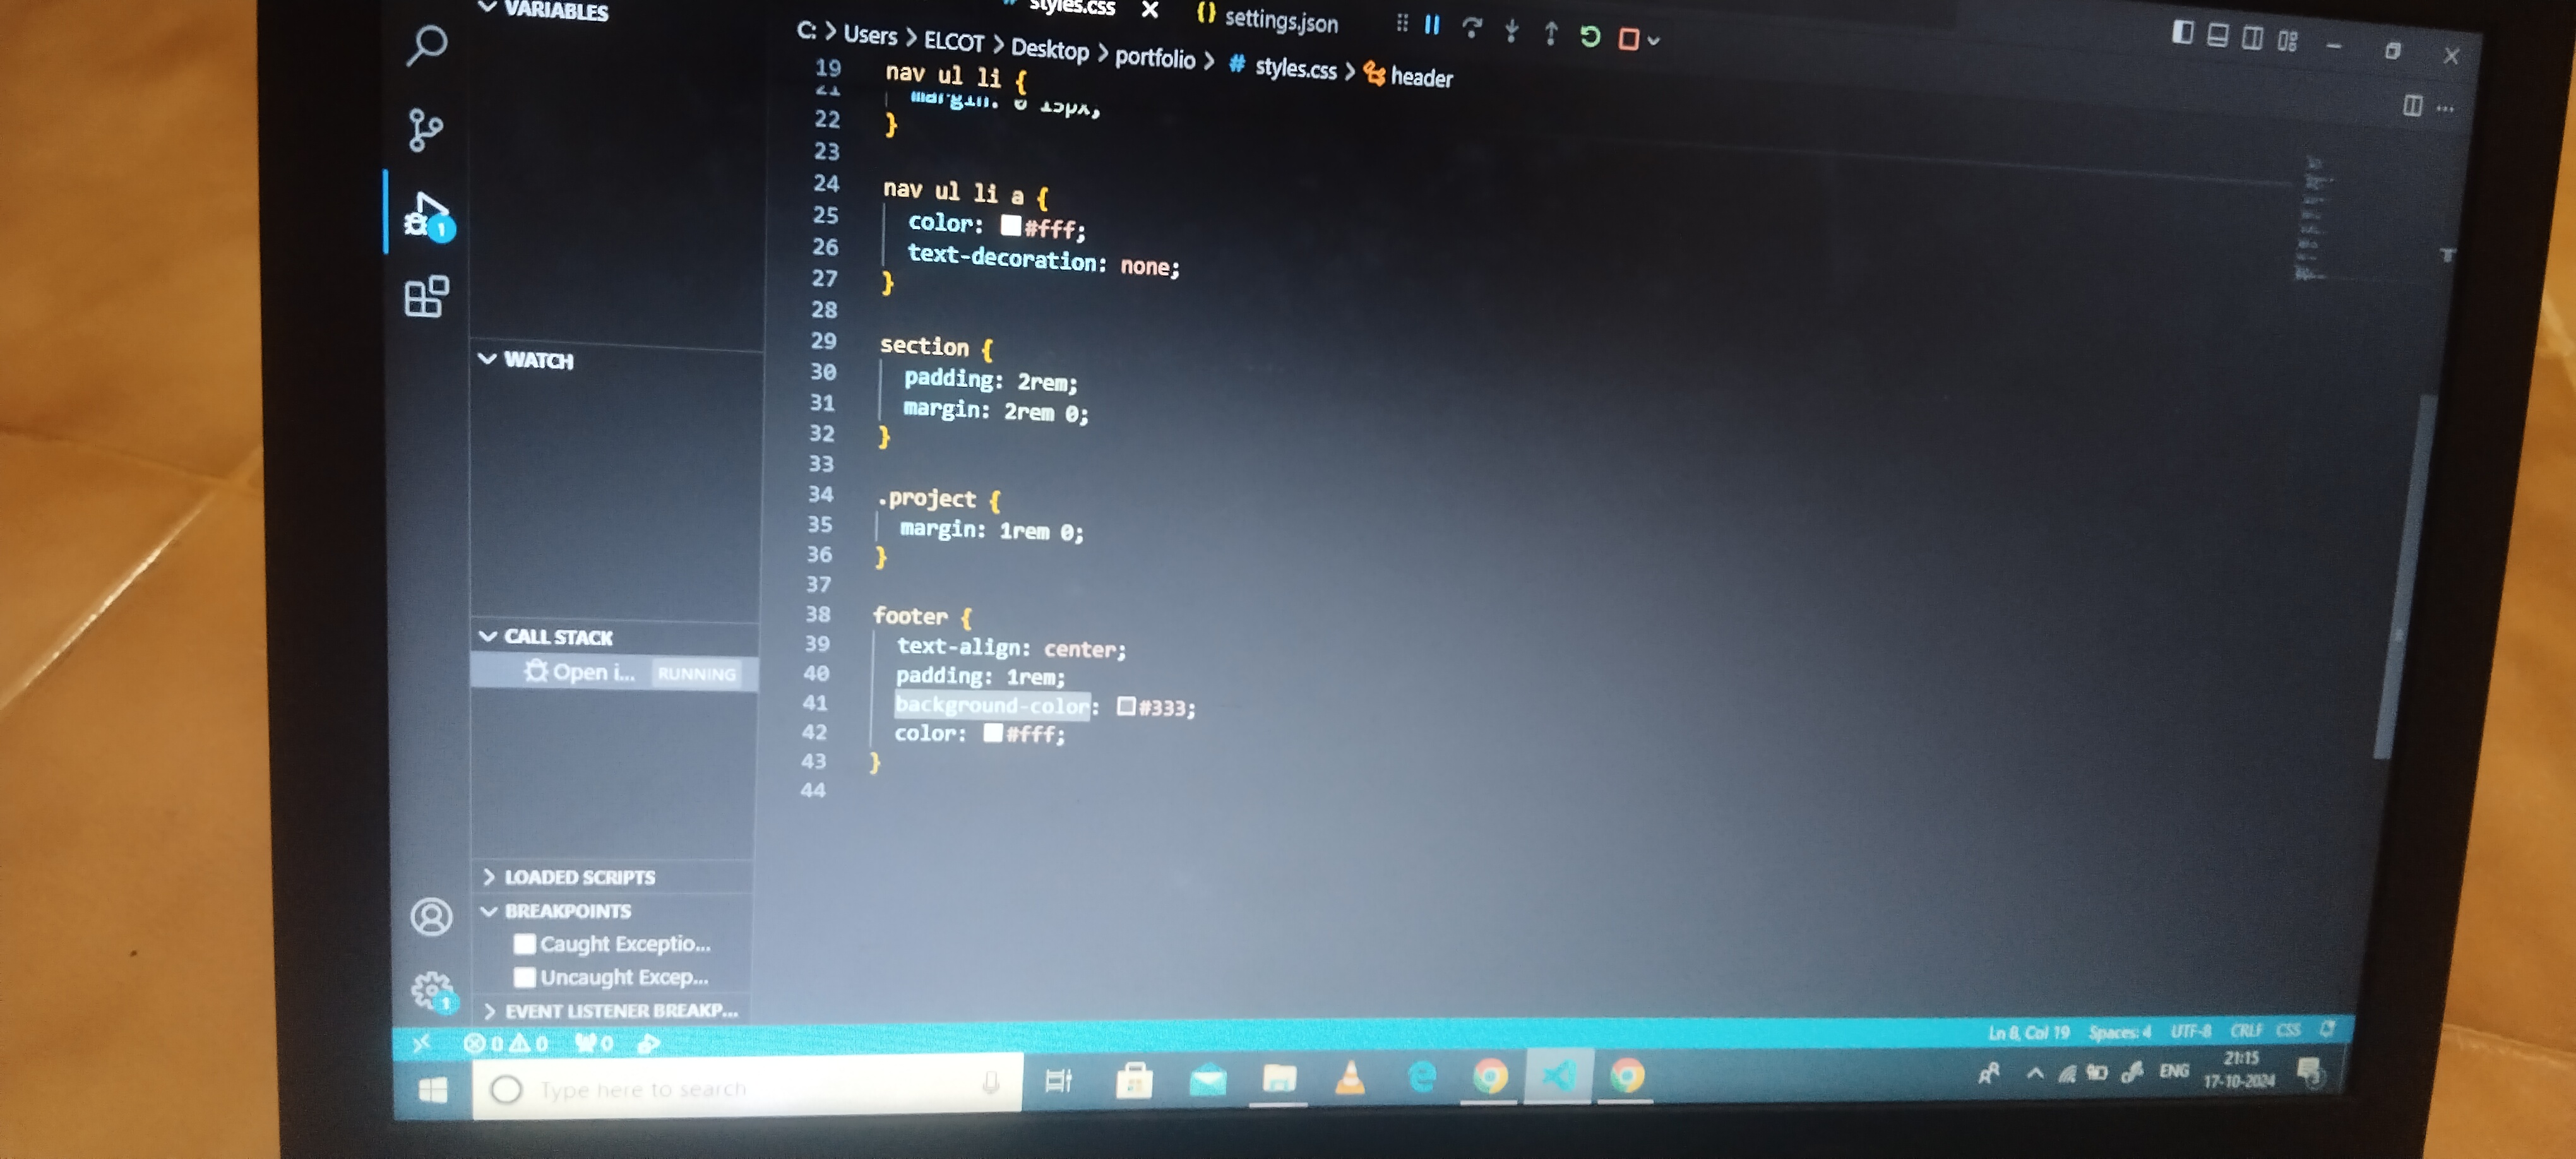 VARIABLES
styles.css
settings.json
C: > Users > ELCOT > Desktop > portfolio > # styles.css > header
19 nav ul li {
21 margin: 0 15px;
22 }
23
24 nav ul li a {
25 color: #fff;
26 text-decoration: none;
27 }
28
29 section {
30 padding: 2rem;
31 margin: 2rem 0;
32 }
33
34 .project {
35 margin: 1rem 0;
36 }
37
38 footer {
39 text-align: center;
40 padding: 1rem;
41 background-color: #333;
42 color: #fff;
43 }
44
WATCH
CALL STACK
Open i... RUNNING
LOADED SCRIPTS
BREAKPOINTS
Caught Exceptio...
Uncaught Excep...
EVENT LISTENER BREAKP...
1
1
0 0 0
Ln 8, Col 19 Spaces: 4 UTF-8 CRLF CSS
Type here to search
ENG
21:15
17-10-2024